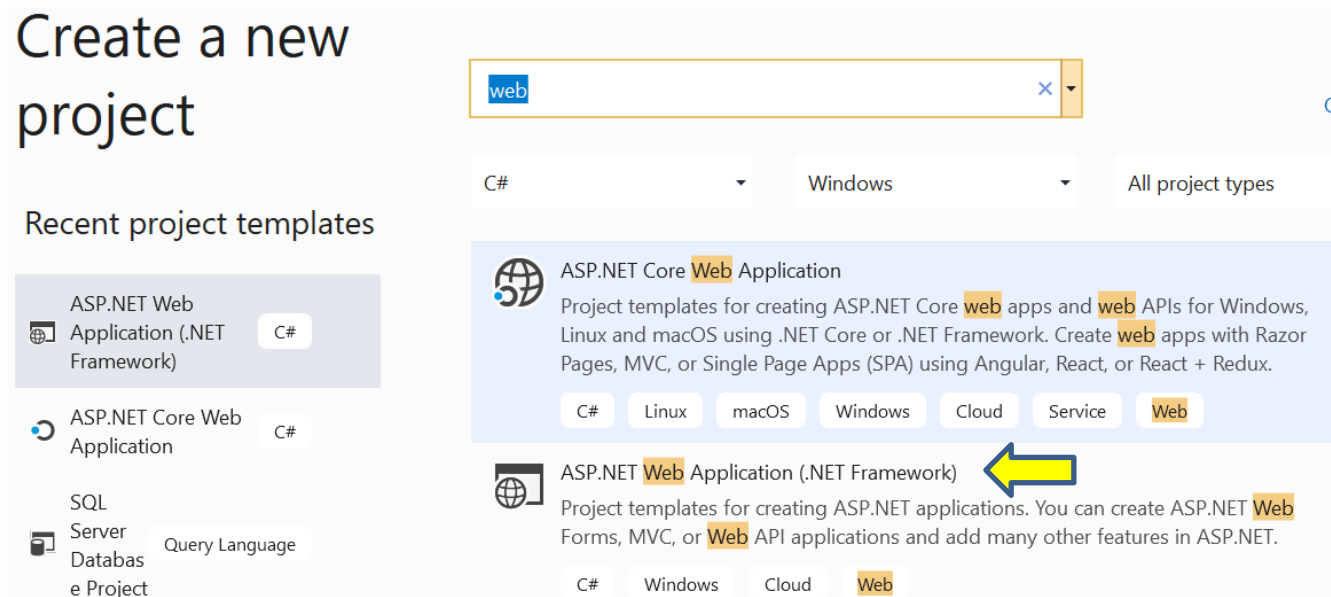 Create a new
project
web
C#
Windows
All project types
Recent project templates
ASP.NET Web
Application (.NET
Framework)
C#
ASP.NET Core Web
Application
C#
SQL
Server
Databas
e Project
Query Language
ASP.NET Core Web Application
Project templates for creating ASP.NET Core web apps and web APIs for Windows,
Linux and macOS using .NET Core or .NET Framework. Create web apps with Razor
Pages, MVC, or Single Page Apps (SPA) using Angular, React, or React + Redux.
C# Linux macOS Windows Cloud Service Web
ASP.NET Web Application (.NET Framework)
Project templates for creating ASP.NET applications. You can create ASP.NET Web
Forms, MVC, or Web API applications and add many other features in ASP.NET.
C# Windows Cloud Web